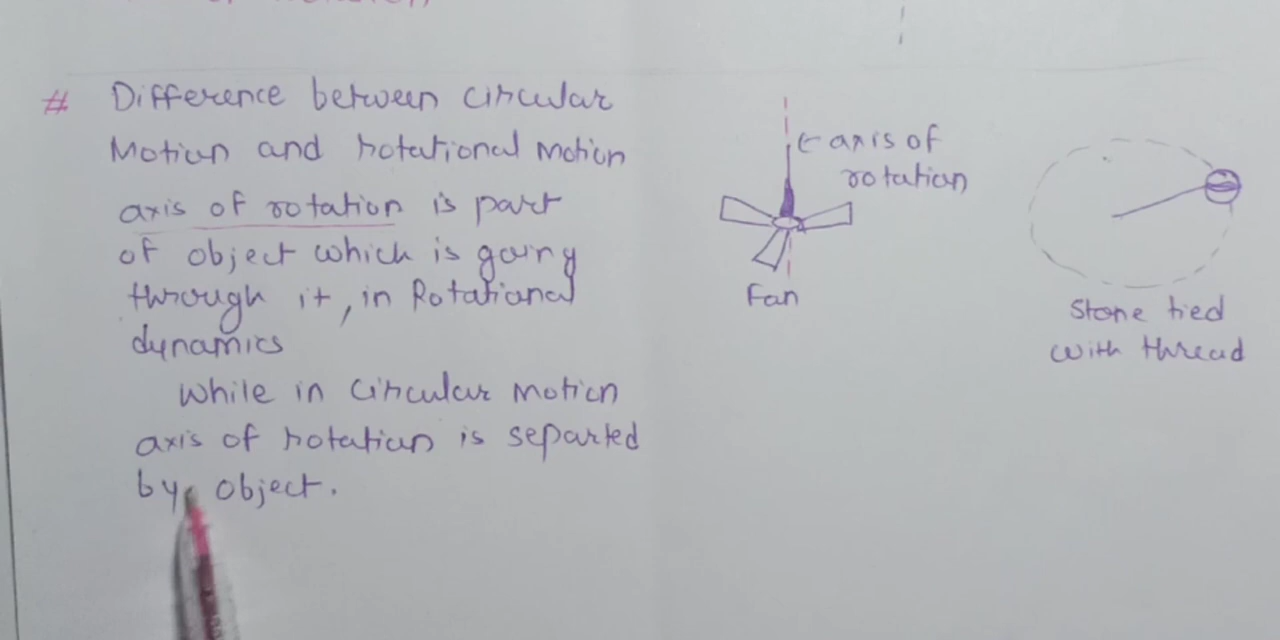 # Difference between circular
Motion and rotational motion
axis of rotation is part
of object which is going
through it, in Rotational
dynamics
While in circular motion
axis of rotation is separted
by object.
axis of
rotation
Fan
Stone tied
with thread